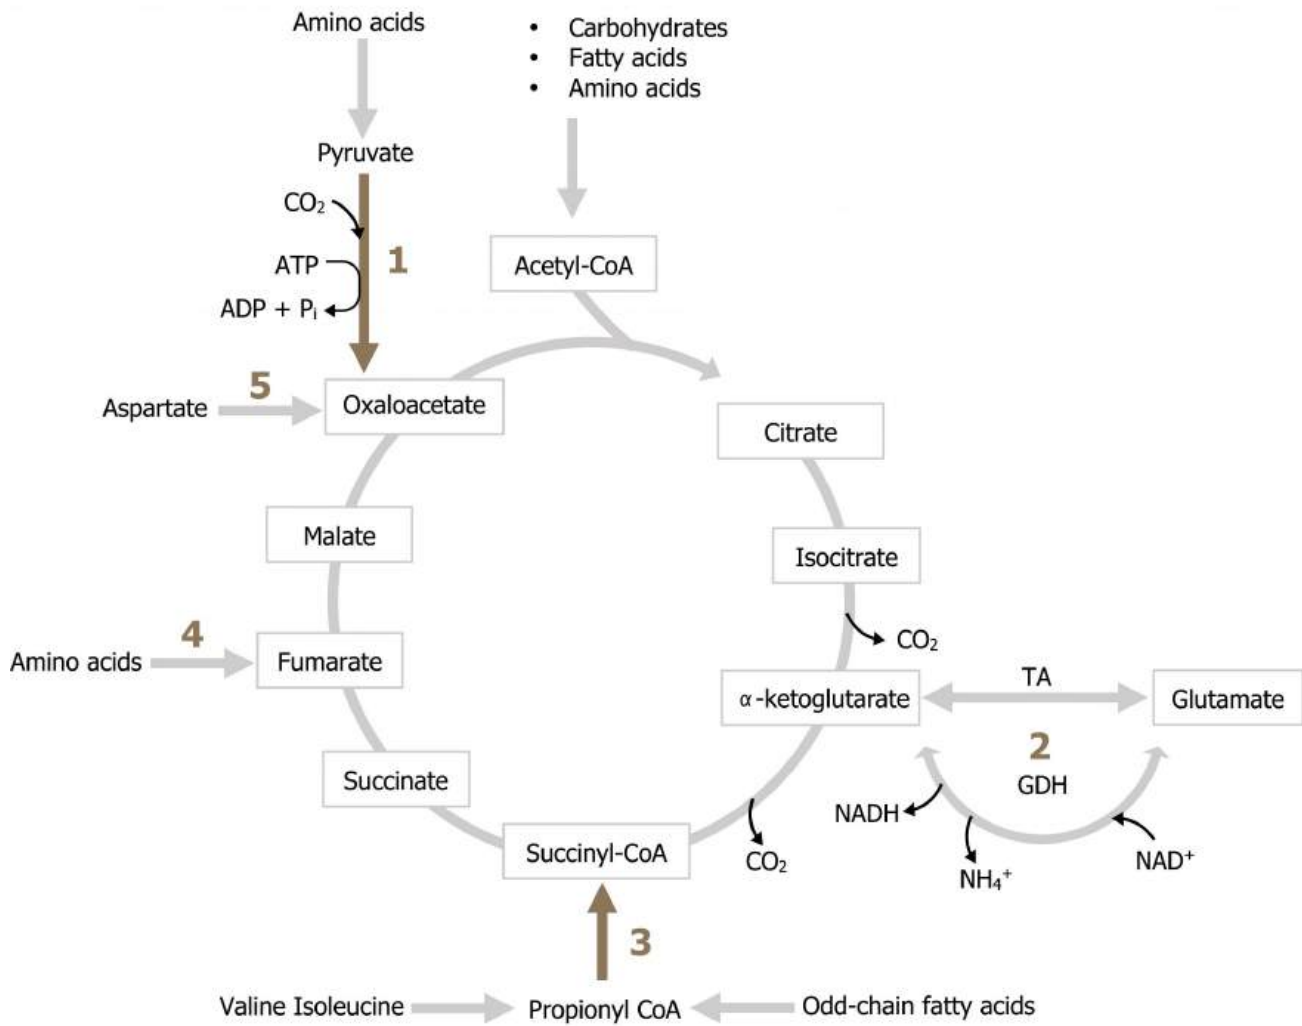 Amino acids
• Carbohydrates
• Fatty acids
• Amino acids
Pyruvate
CO₂
1
ATP
ADP + Pᵢ
Acetyl-CoA
5
Aspartate
Oxaloacetate
Citrate
Malate
Isocitrate
CO₂
4
Amino acids
Fumarate
α-ketoglutarate
TA
Glutamate
2
GDH
Succinate
NADH
NH₄⁺
NAD⁺
Succinyl-CoA
CO₂
3
Valine Isoleucine
Propionyl CoA
Odd-chain fatty acids